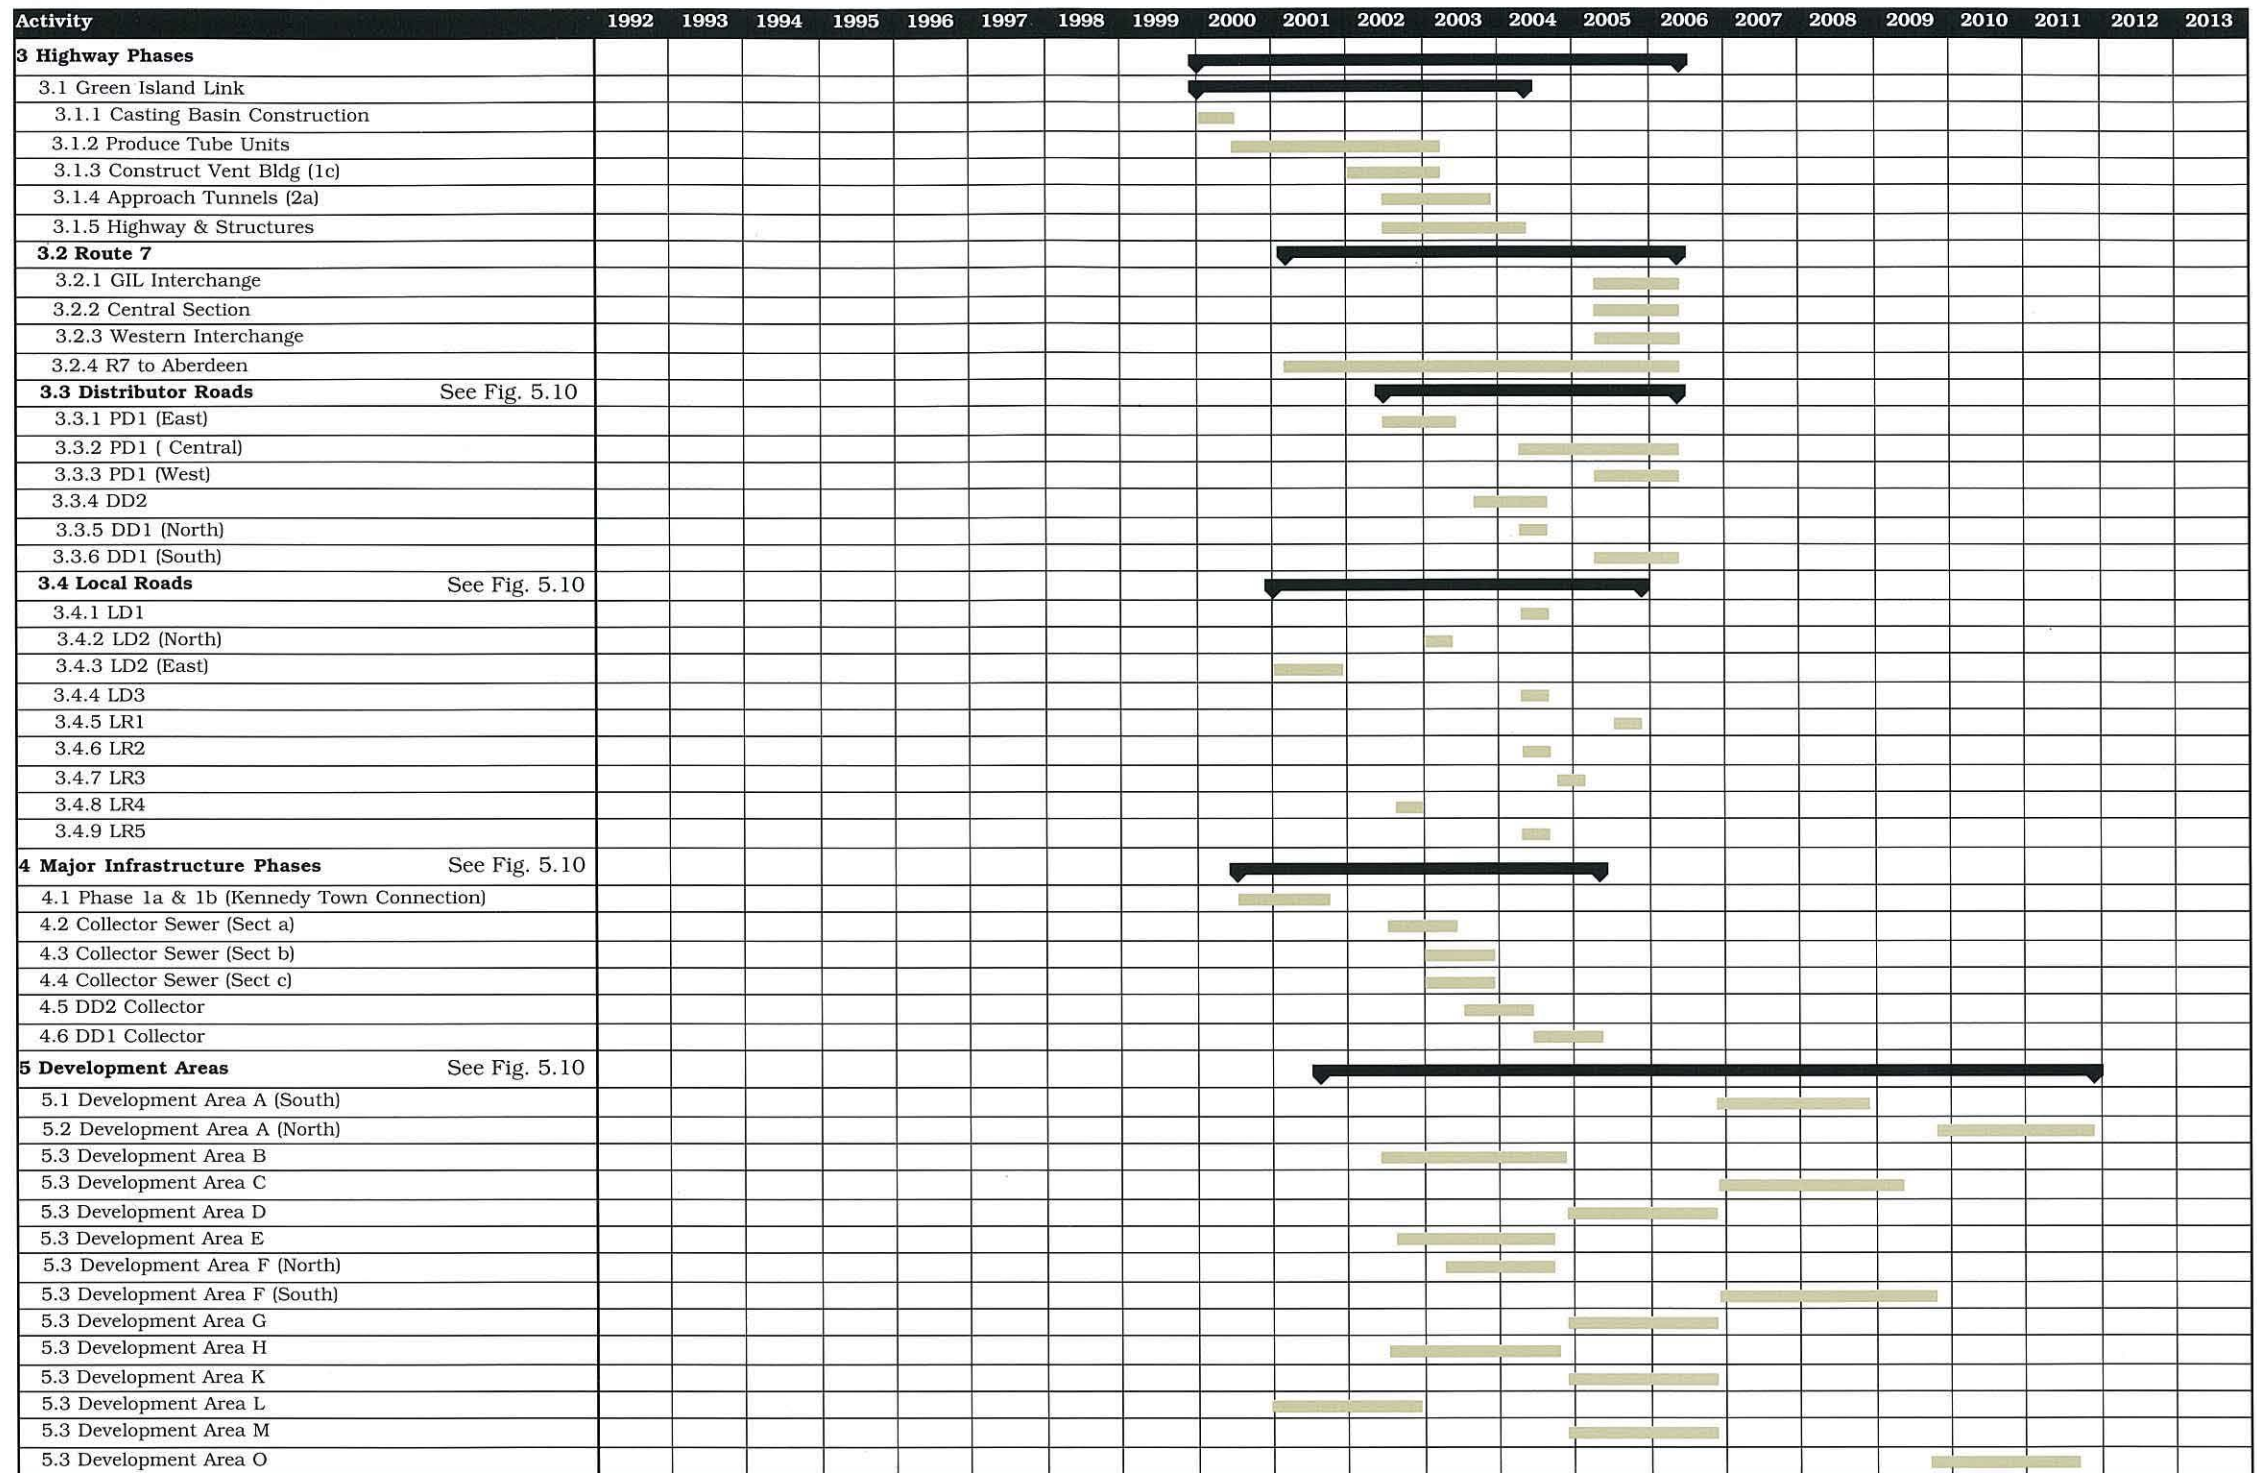 Activity 1992 1993 1994 1995 1996 1997 1998 1999 2000 2001 2002 2003 2004 2005 2006 2007 2008 2009 2010 2011 2012 2013
3 Highway Phases
3.1 Green Island Link
3.1.1 Casting Basin Construction
3.1.2 Produce Tube Units
3.1.3 Construct Vent Bldg (1c)
3.1.4 Approach Tunnels (2a)
3.1.5 Highway & Structures
3.2 Route 7
3.2.1 GIL Interchange
3.2.2 Central Section
3.2.3 Western Interchange
3.2.4 R7 to Aberdeen
3.3 Distributor Roads See Fig. 5.10
3.3.1 PD1 (East)
3.3.2 PD1 ( Central)
3.3.3 PD1 (West)
3.3.4 DD2
3.3.5 DD1 (North)
3.3.6 DD1 (South)
3.4 Local Roads See Fig. 5.10
3.4.1 LD1
3.4.2 LD2 (North)
3.4.3 LD2 (East)
3.4.4 LD3
3.4.5 LR1
3.4.6 LR2
3.4.7 LR3
3.4.8 LR4
3.4.9 LR5
4 Major Infrastructure Phases See Fig. 5.10
4.1 Phase 1a & 1b (Kennedy Town Connection)
4.2 Collector Sewer (Sect a)
4.3 Collector Sewer (Sect b)
4.4 Collector Sewer (Sect c)
4.5 DD2 Collector
4.6 DD1 Collector
5 Development Areas See Fig. 5.10
5.1 Development Area A (South)
5.2 Development Area A (North)
5.3 Development Area B
5.3 Development Area C
5.3 Development Area D
5.3 Development Area E
5.3 Development Area F (North)
5.3 Development Area F (South)
5.3 Development Area G
5.3 Development Area H
5.3 Development Area K
5.3 Development Area L
5.3 Development Area M
5.3 Development Area O